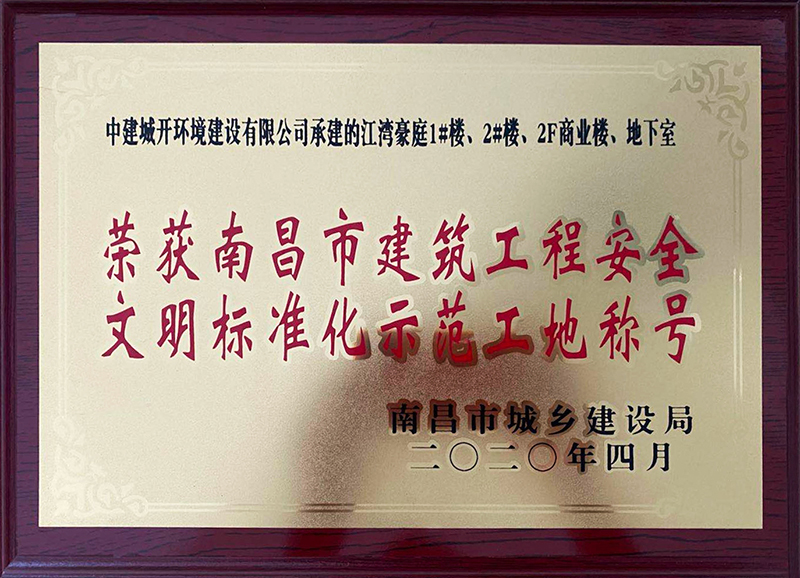 中建城开环境建设有限公司承建的江湾豪庭1#楼、2#楼、2F商业楼、地下室
荣获南昌市建筑工程安全
文明标准化示范工地称号
南昌市城乡建设局
二〇二〇年四月